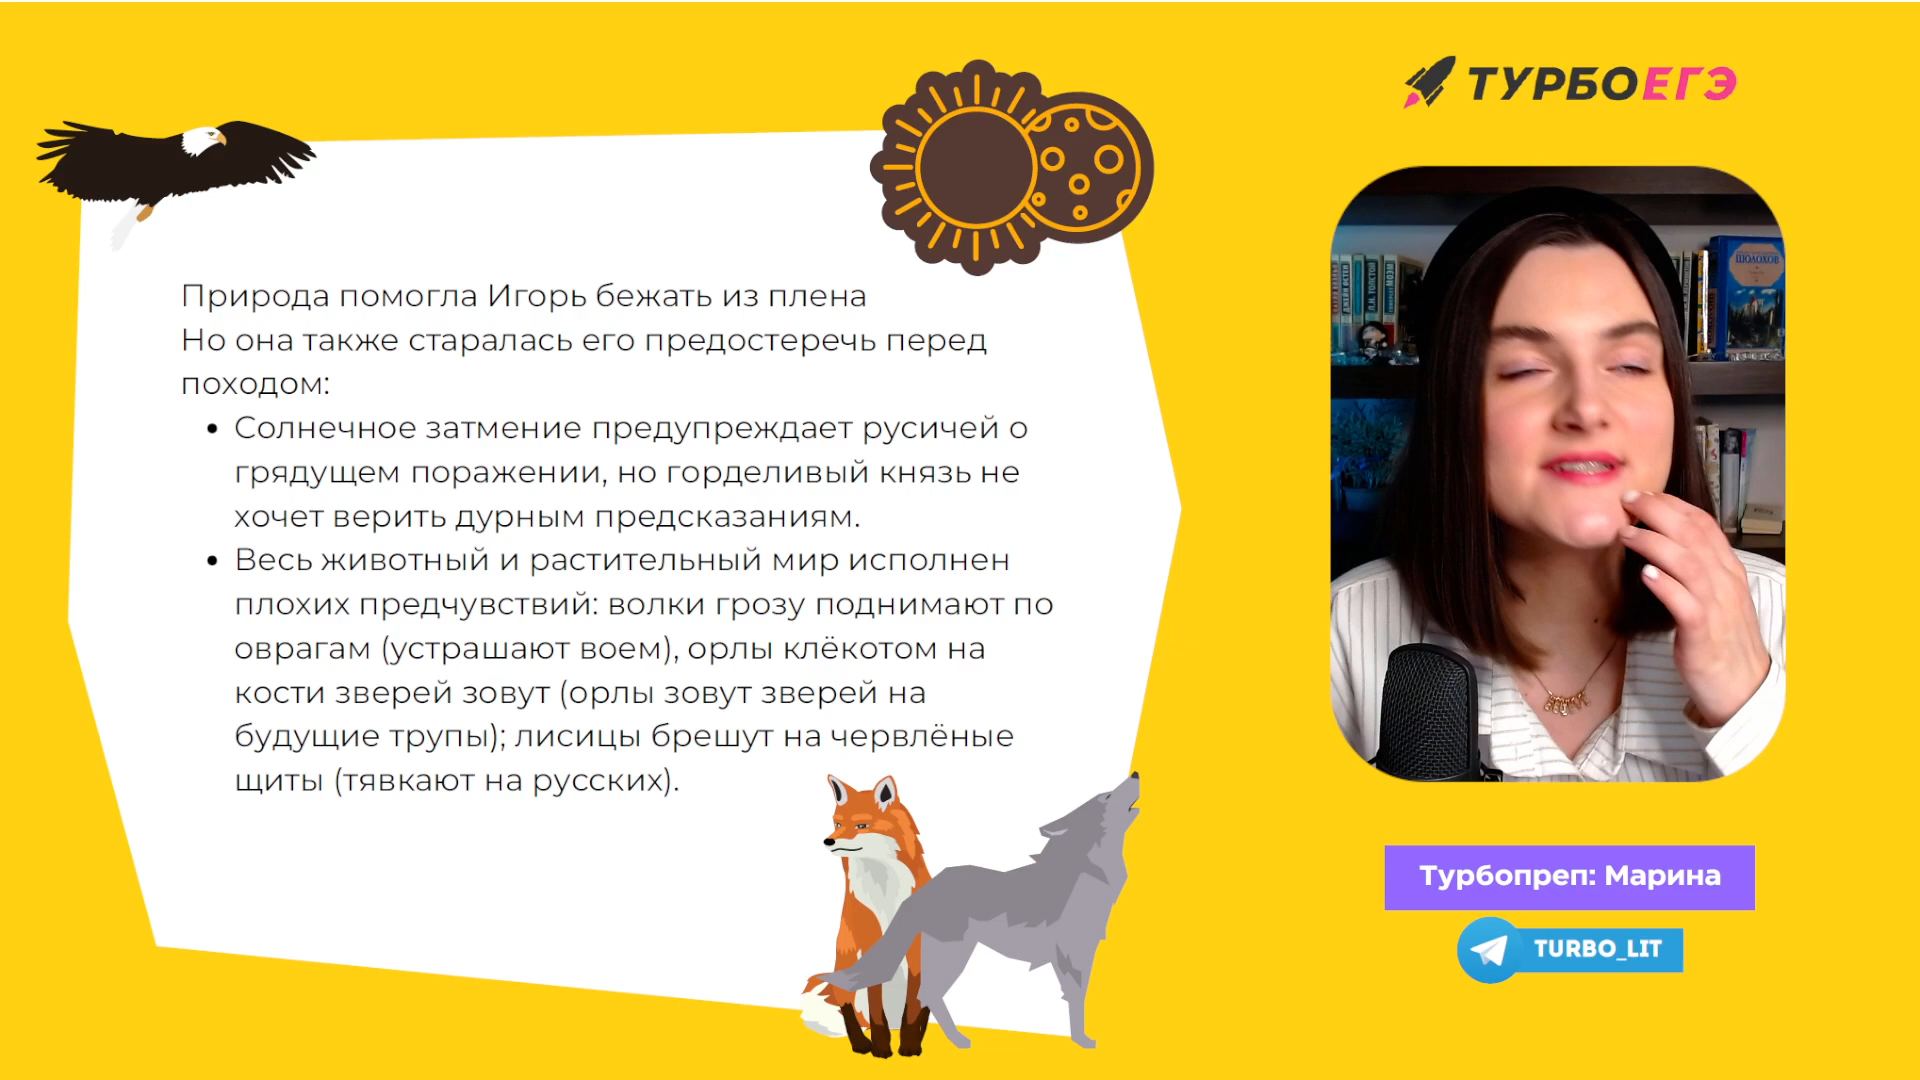 ТУРБОЕГЭ
Природа помогла Игорь бежать из плена
Но она также старалась его предостеречь перед
походом:
• Солнечное затмение предупреждает русичей о
грядущем поражении, но горделивый князь не
хочет верить дурным предсказаниям.
• Весь животный и растительный мир исполнен
плохих предчувствий: волки грозу поднимают по
оврагам (устрашают воем), орлы клёкотом на
кости зверей зовут (орлы зовут зверей на
будущие трупы); лисицы брешут на червлёные
щиты (тявкают на русских).
ШОЛОХОВ
Л.Н. ТОЛСТОЙ
Турбопреп: Марина
TURBO_LIT